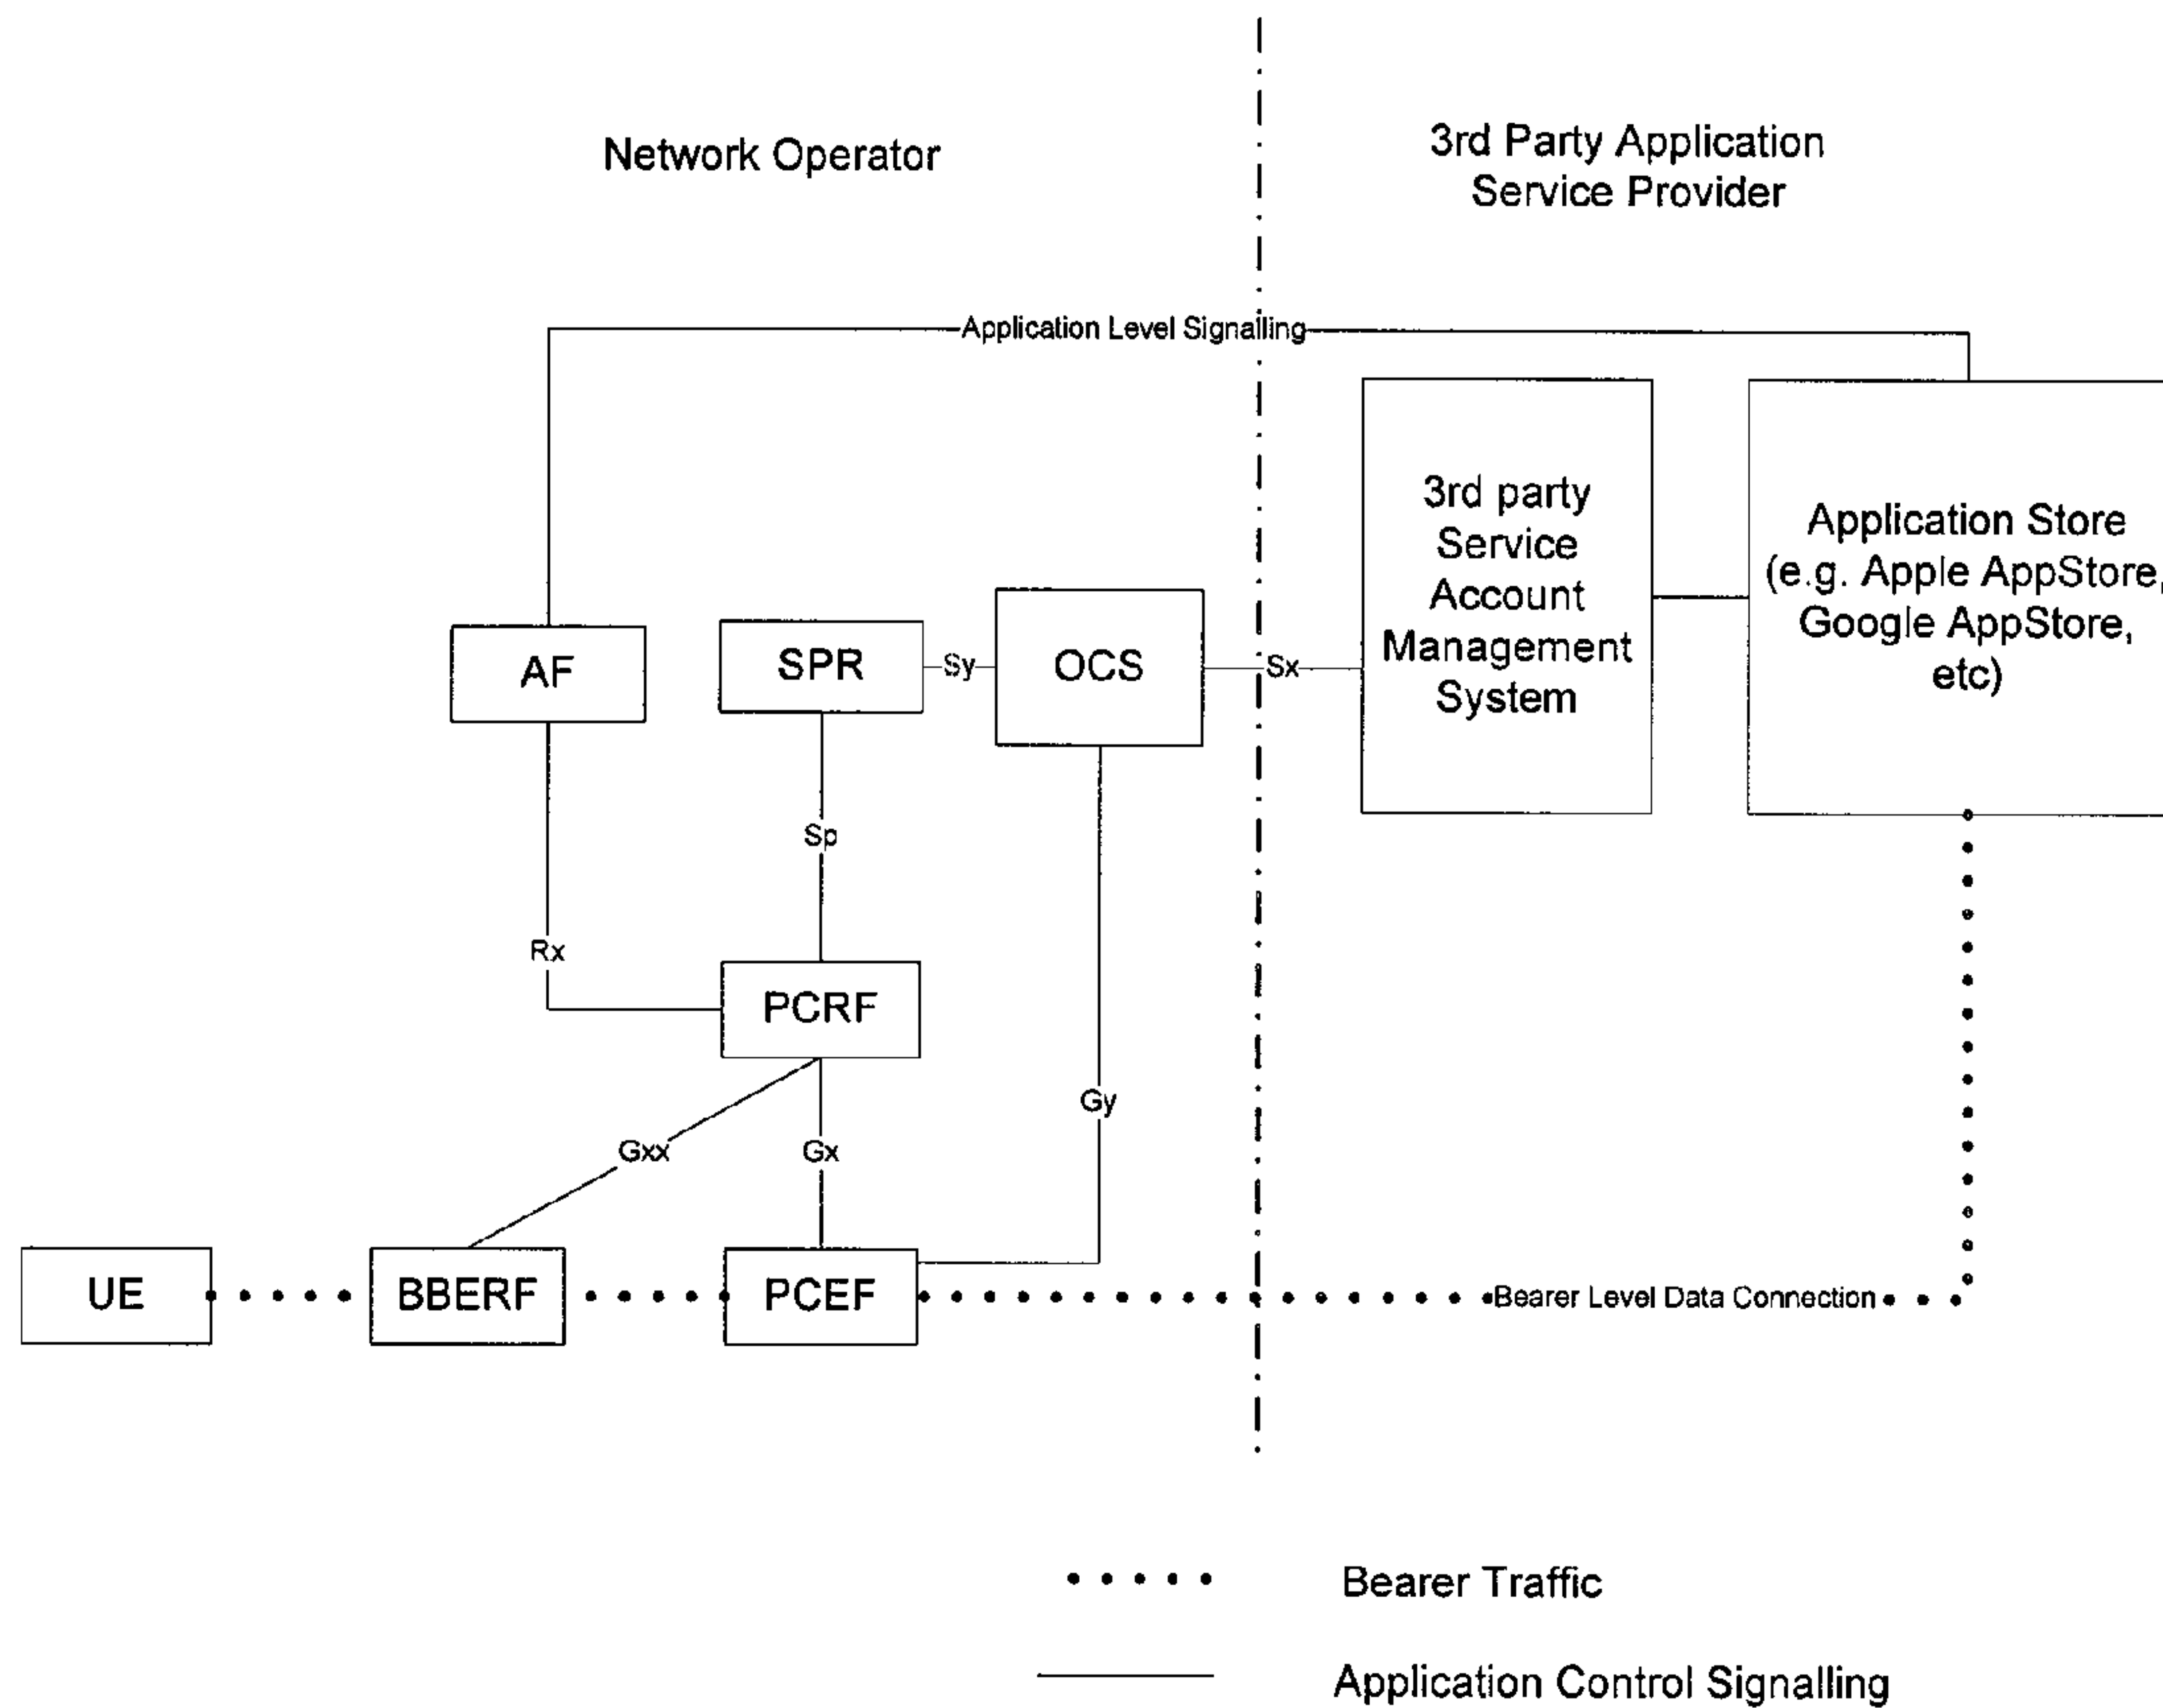 Network Operator
3rd Party Application
Service Provider
Application Level Signalling
3rd party
Service
Account
Management
System
Application Store
(e.g. Apple AppStore,
Google AppStore,
etc)
AF
SPR
Sy
OCS
Sx
Sp
Rx
PCRF
Gy
Gxx
Gx
UE
BBERF
PCEF
Bearer Level Data Connection
Bearer Traffic
Application Control Signalling